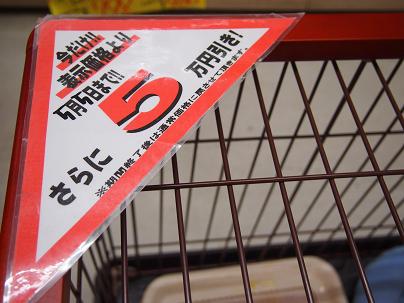 今だけ!!
表示価格より
5月5日まで!!
さらに5万円引き!
※期間終了後は通常価格に戻させて頂きます。